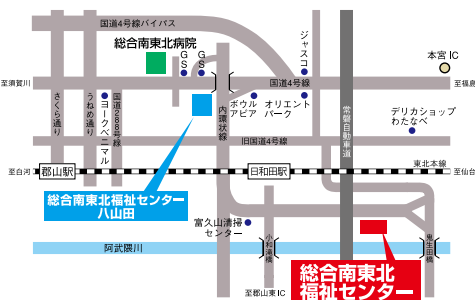 国道4号線バイパス
総合南東北病院
GS
GS
ジャスコ
本宮IC
至須賀川
国道4号線
至福島
さくら通り
うねめ通り
ヨークベニマル
国道288号線
内環状線
ボウル
アピア
オリエント
パーク
常磐自動車道
デリカショップ
わたなべ
旧国道4号線
東北本線
至白河
郡山駅
日和田駅
至仙台
総合南東北福祉センター
八山田
富久山清掃
センター
小和滝橋
鬼生田橋
阿武隈川
総合南東北
福祉センター
至郡山東IC